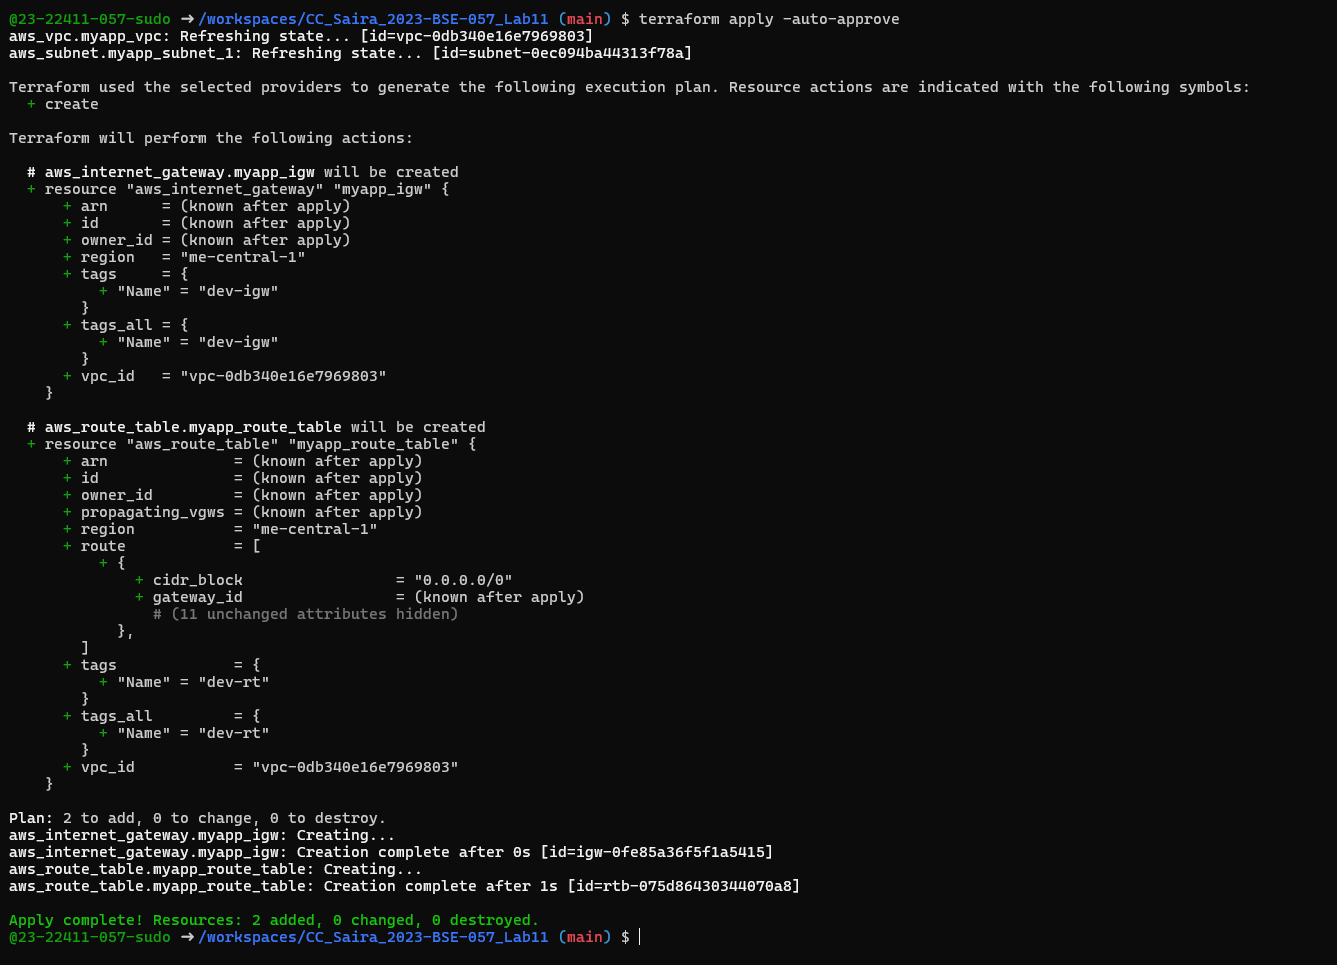 @23-22411-057-sudo ➜ /workspaces/CC_Saira_2023-BSE-057_Lab11 (main) $ terraform apply -auto-approve
aws_vpc.myapp_vpc: Refreshing state... [id=vpc-0db340e16e7969803]
aws_subnet.myapp_subnet_1: Refreshing state... [id=subnet-0ec094ba44313f78a]

Terraform used the selected providers to generate the following execution plan. Resource actions are indicated with the following symbols:
  + create

Terraform will perform the following actions:

  # aws_internet_gateway.myapp_igw will be created
  + resource "aws_internet_gateway" "myapp_igw" {
      + arn      = (known after apply)
      + id       = (known after apply)
      + owner_id = (known after apply)
      + region   = "me-central-1"
      + tags     = {
          + "Name" = "dev-igw"
        }
      + tags_all = {
          + "Name" = "dev-igw"
        }
      + vpc_id   = "vpc-0db340e16e7969803"
    }

  # aws_route_table.myapp_route_table will be created
  + resource "aws_route_table" "myapp_route_table" {
      + arn              = (known after apply)
      + id               = (known after apply)
      + owner_id         = (known after apply)
      + propagating_vgws = (known after apply)
      + region           = "me-central-1"
      + route            = [
          + {
              + cidr_block                 = "0.0.0.0/0"
              + gateway_id                 = (known after apply)
                # (11 unchanged attributes hidden)
            },
        ]
      + tags             = {
          + "Name" = "dev-rt"
        }
      + tags_all         = {
          + "Name" = "dev-rt"
        }
      + vpc_id           = "vpc-0db340e16e7969803"
    }

Plan: 2 to add, 0 to change, 0 to destroy.
aws_internet_gateway.myapp_igw: Creating...
aws_internet_gateway.myapp_igw: Creation complete after 0s [id=igw-0fe85a36f5f1a5415]
aws_route_table.myapp_route_table: Creating...
aws_route_table.myapp_route_table: Creation complete after 1s [id=rtb-075d86430344070a8]

Apply complete! Resources: 2 added, 0 changed, 0 destroyed.
@23-22411-057-sudo ➜ /workspaces/CC_Saira_2023-BSE-057_Lab11 (main) $